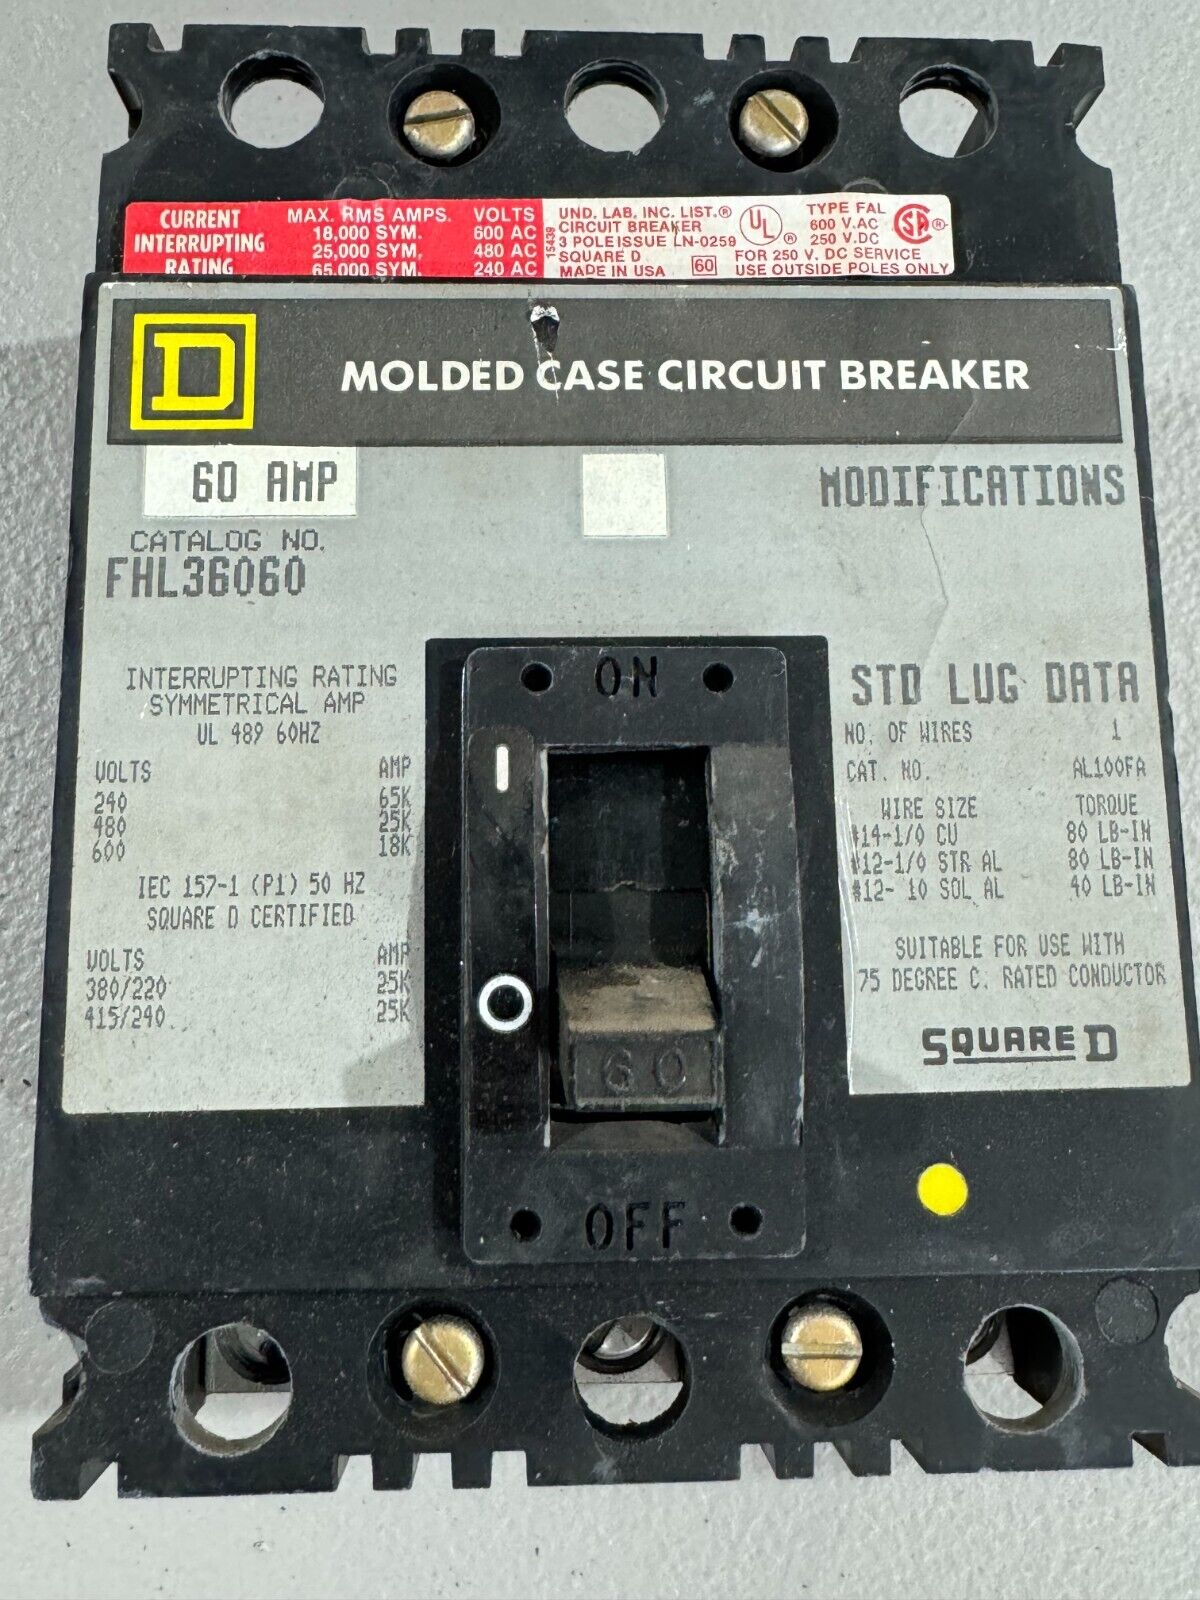 CURRENT INTERRUPTING RATING
MAX. RMS AMPS. VOLTS
18,000 SYM. 600 AC
25,000 SYM. 480 AC
65,000 SYM. 240 AC
15439
UND. LAB. INC. LIST.®
CIRCUIT BREAKER
3 POLE ISSUE LN-0259
SQUARE D
MADE IN USA 60
UL ®
TYPE FAL
600 V.AC
250 V.DC
SA ®
FOR 250 V. DC SERVICE
USE OUTSIDE POLES ONLY
D MOLDED CASE CIRCUIT BREAKER
60 AMP
MODIFICATIONS
CATALOG NO.
FHL36060
INTERRUPTING RATING
SYMMETRICAL AMP
UL 489 60HZ
VOLTS AMP
240 65K
480 25K
600 18K
IEC 157-1 (P1) 50 HZ
SQUARE D CERTIFIED
VOLTS AMP
380/220 25K
415/240 25K
ON
I
O
60
OFF
STD LUG DATA
NO. OF WIRES 1
CAT. NO. AL100FA
WIRE SIZE TORQUE
#14-1/0 CU 80 LB-IN
#12-1/0 STR AL 80 LB-IN
#12- 10 SOL AL 40 LB-IN
SUITABLE FOR USE WITH
75 DEGREE C. RATED CONDUCTOR
SQUARE D